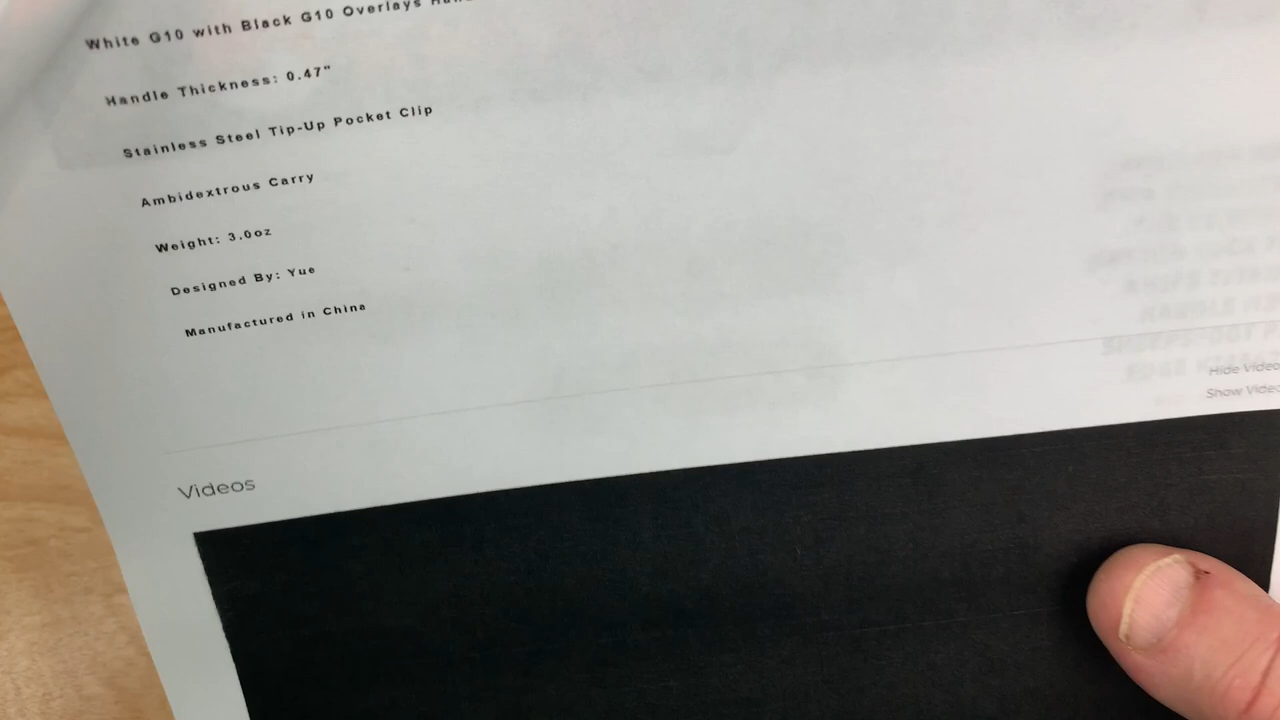 White G10 with Black G10 Overlays
Handle Thickness: 0.47"
Stainless Steel Tip-Up Pocket Clip
Ambidextrous Carry
Weight: 3.0oz
Designed By: Yue
Manufactured in China
Hide Video
Show Video
Videos